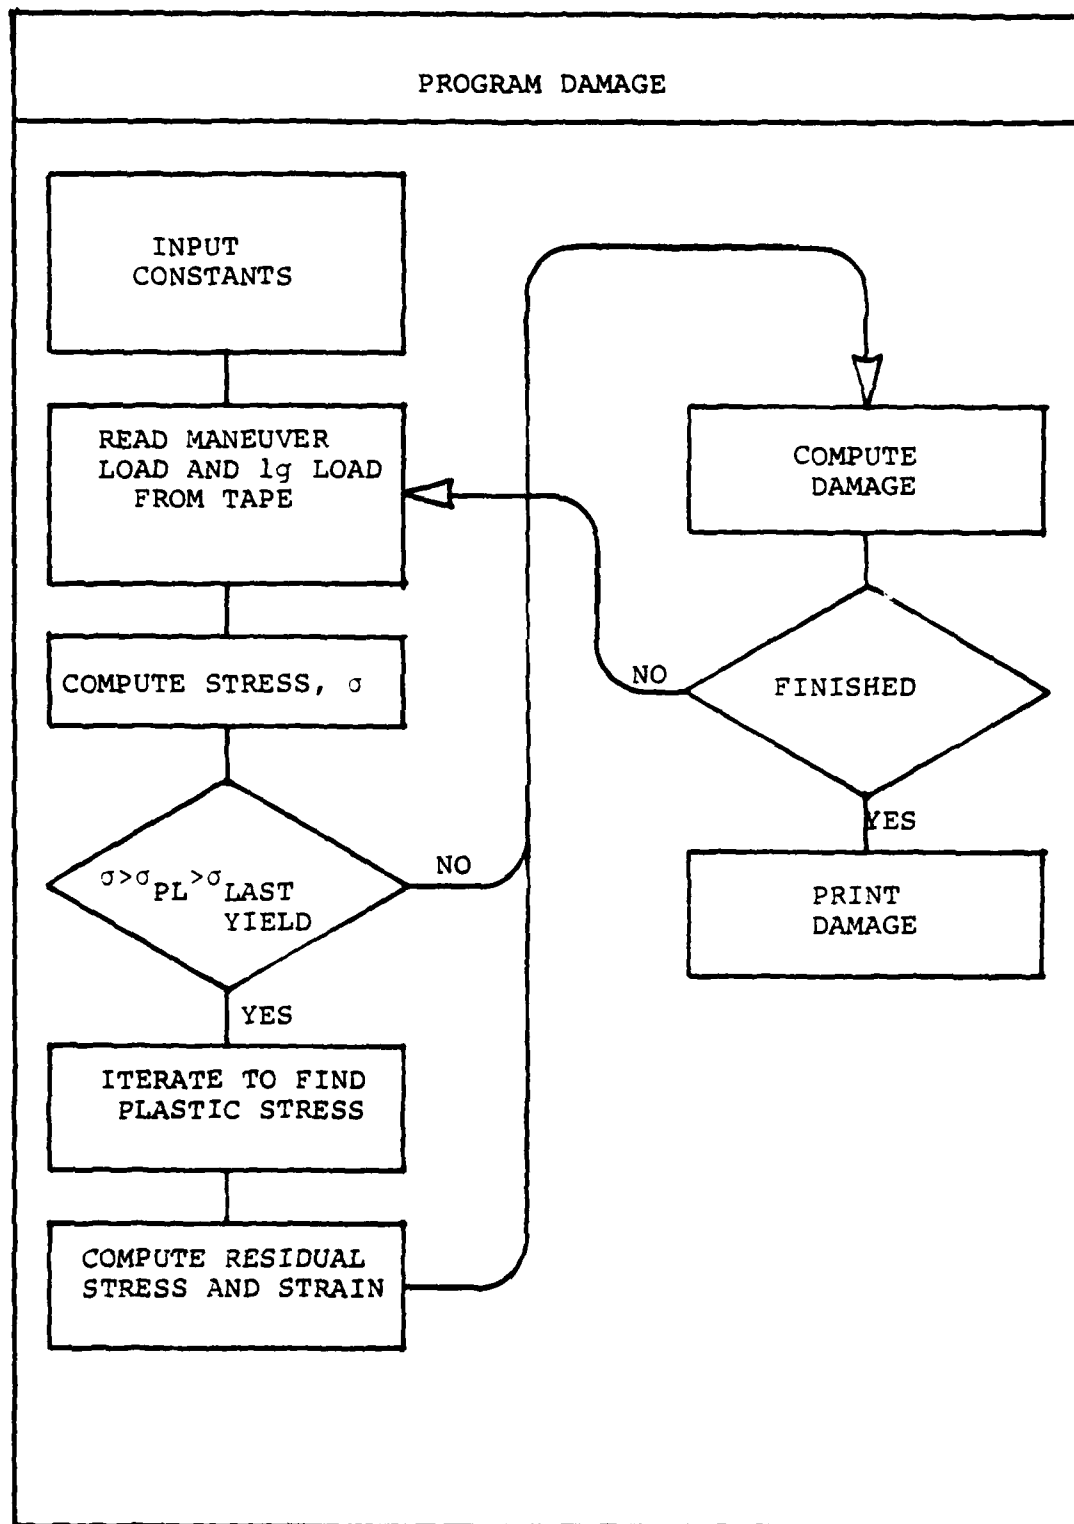 PROGRAM DAMAGE
INPUT
CONSTANTS
READ MANEUVER
LOAD AND 1g LOAD
FROM TAPE
COMPUTE STRESS, σ
σ>σPL>σLAST
YIELD
NO
YES
ITERATE TO FIND
PLASTIC STRESS
COMPUTE RESIDUAL
STRESS AND STRAIN
COMPUTE
DAMAGE
FINISHED
NO
YES
PRINT
DAMAGE